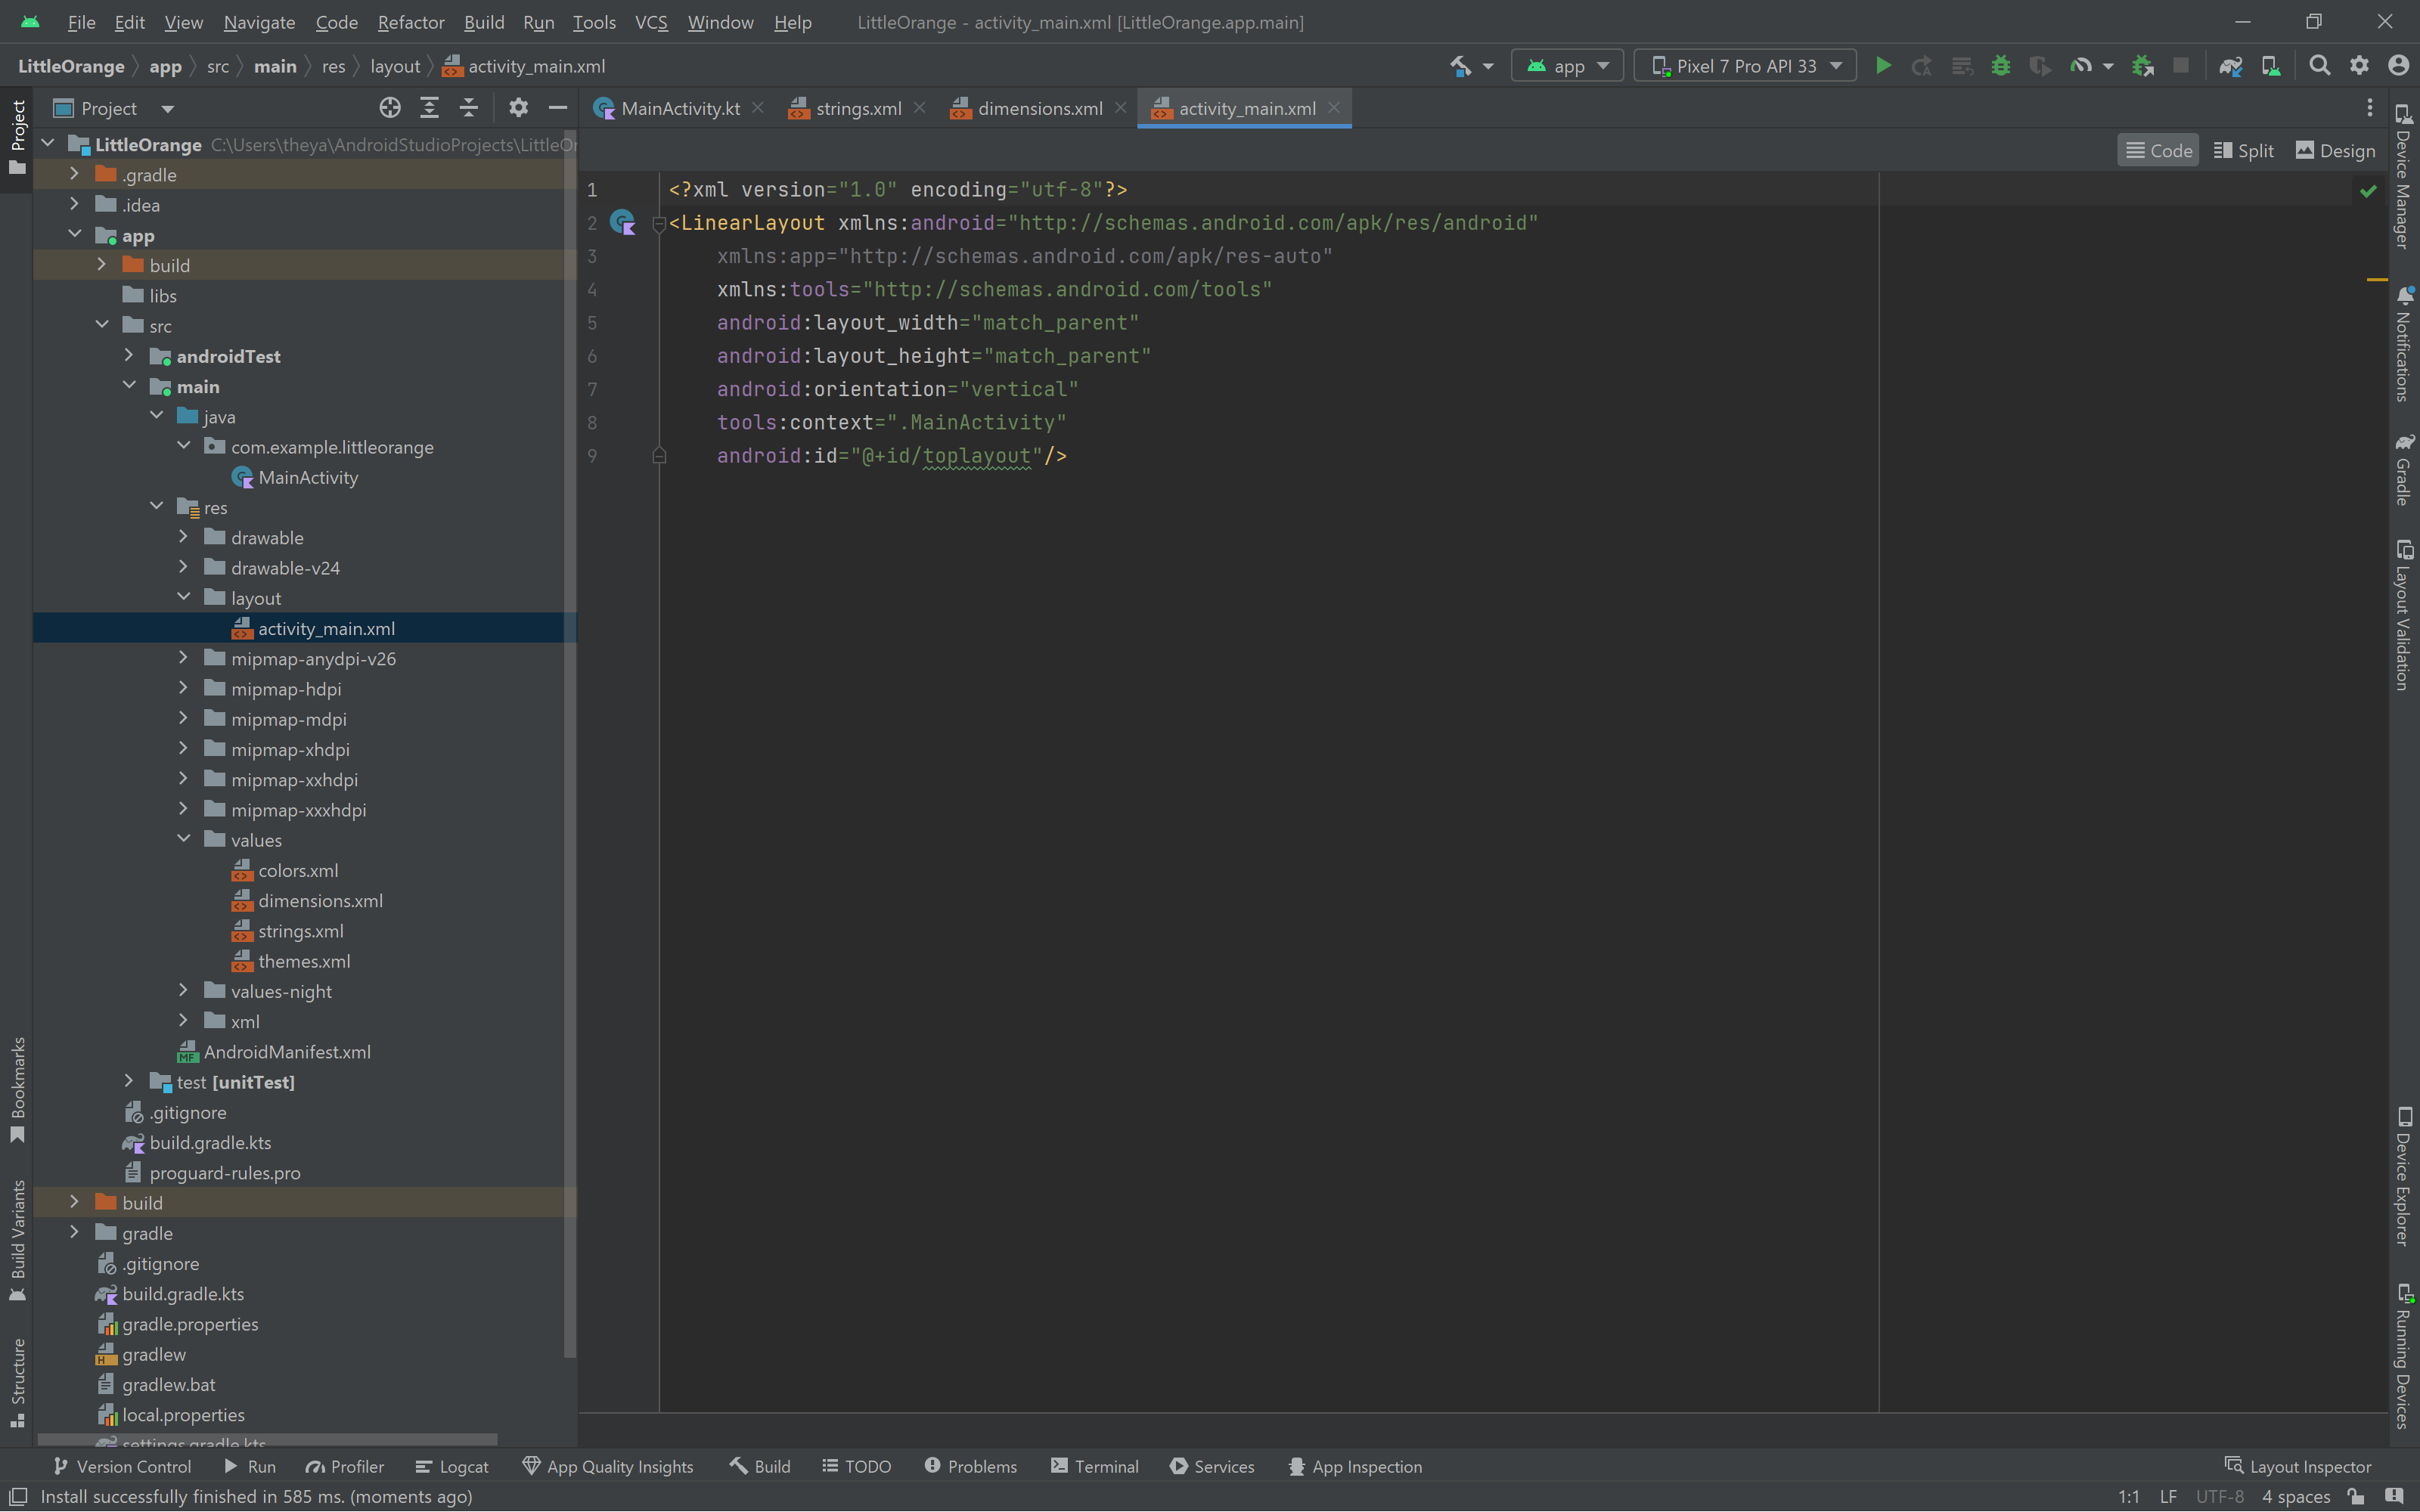 File Edit View Navigate Code Refactor Build Run Tools VCS Window Help LittleOrange - activity_main.xml [LittleOrange.app.main]
LittleOrange app src main res layout activity_main.xml app Pixel 7 Pro API 33
Project
Project
MainActivity.kt strings.xml dimensions.xml activity_main.xml
Code Split Design
LittleOrange C:\Users\theya\AndroidStudioProjects\LittleOr
.gradle
.idea
app
build
libs
src
androidTest
main
java
com.example.littleorange
MainActivity
res
drawable
drawable-v24
layout
activity_main.xml
mipmap-anydpi-v26
mipmap-hdpi
mipmap-mdpi
mipmap-xhdpi
mipmap-xxhdpi
mipmap-xxxhdpi
values
colors.xml
dimensions.xml
strings.xml
themes.xml
values-night
xml
AndroidManifest.xml
test [unitTest]
.gitignore
build.gradle.kts
proguard-rules.pro
build
gradle
.gitignore
build.gradle.kts
gradle.properties
gradlew
gradlew.bat
local.properties
settings.gradle.kts
1 <?xml version="1.0" encoding="utf-8"?>
2 <LinearLayout xmlns:android="http://schemas.android.com/apk/res/android"
3 xmlns:app="http://schemas.android.com/apk/res-auto"
4 xmlns:tools="http://schemas.android.com/tools"
5 android:layout_width="match_parent"
6 android:layout_height="match_parent"
7 android:orientation="vertical"
8 tools:context=".MainActivity"
9 android:id="@+id/toplayout"/>
Bookmarks
Build Variants
Structure
Device Manager
Notifications
Gradle
Layout Validation
Device Explorer
Running Devices
Version Control Run Profiler Logcat App Quality Insights Build TODO Problems Terminal Services App Inspection Layout Inspector
Install successfully finished in 585 ms. (moments ago) 1:1 LF UTF-8 4 spaces